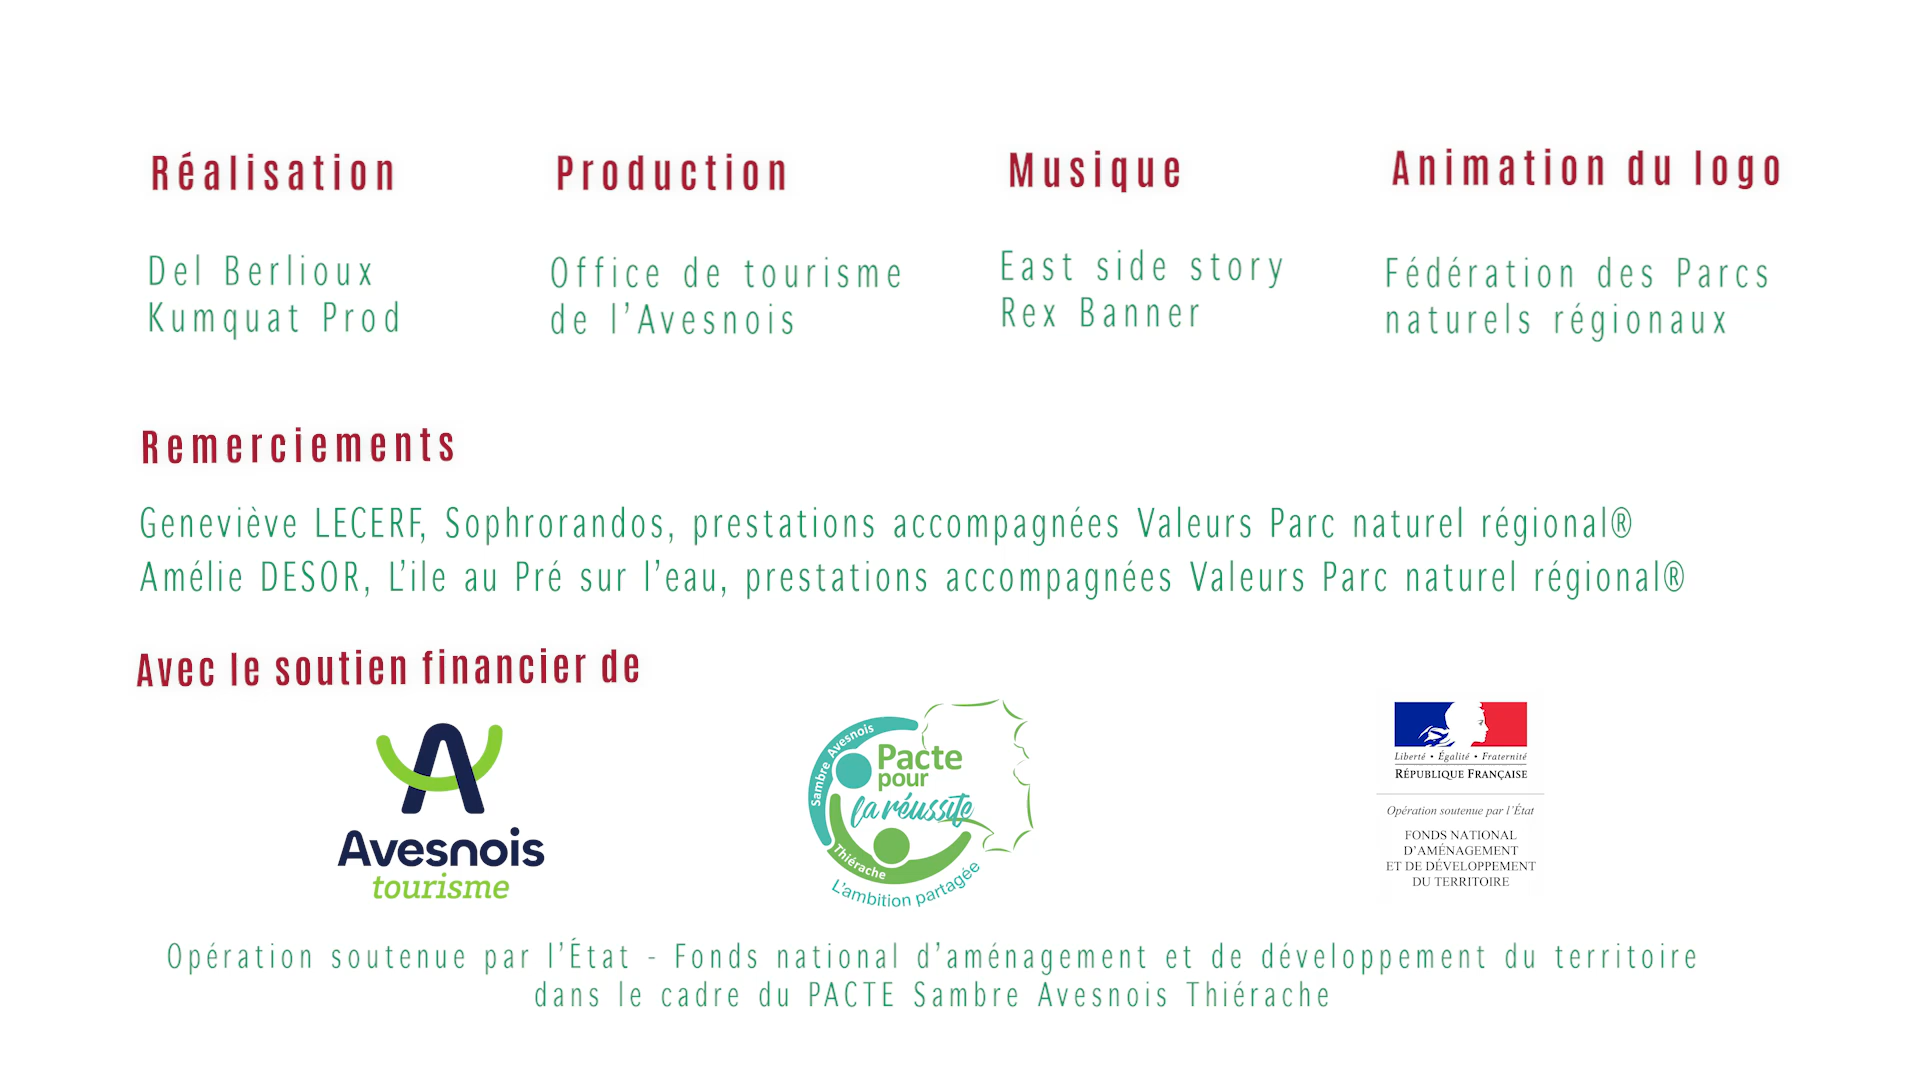 Réalisation
Del Berlioux
Kumquat Prod
Production
Office de tourisme
de l’Avesnois
Musique
East side story
Rex Banner
Animation du logo
Fédération des Parcs
naturels régionaux
Remerciements
Geneviève LECERF, Sophrorandos, prestations accompagnées Valeurs Parc naturel régional®
Amélie DESOR, L’ile au Pré sur l’eau, prestations accompagnées Valeurs Parc naturel régional®
Avec le soutien financier de
Avesnois
tourisme
Sambre Avesnois
Thiérache
Pacte
pour
la réussite
L’ambition partagée
Liberté • Égalité • Fraternité
RÉPUBLIQUE FRANÇAISE
Opération soutenue par l’État
FONDS NATIONAL
D’AMÉNAGEMENT
ET DE DÉVELOPPEMENT
DU TERRITOIRE
Opération soutenue par l’État - Fonds national d’aménagement et de développement du territoire
dans le cadre du PACTE Sambre Avesnois Thiérache